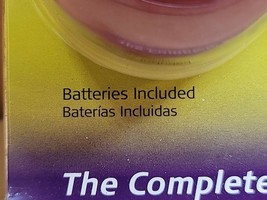 Batteries Included
Baterías Incluidas
The Complete